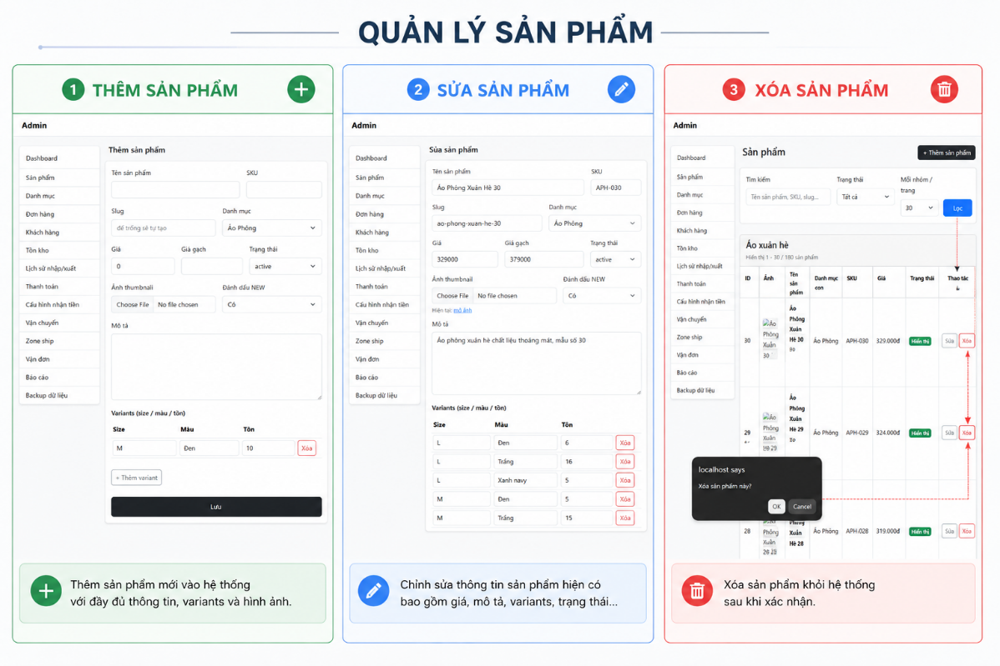 QUẢN LÝ SẢN PHẨM
1 THÊM SẢN PHẨM
Admin
Dashboard
Sản phẩm
Danh mục
Đơn hàng
Khách hàng
Tồn kho
Lịch sử nhập/xuất
Thanh toán
Cấu hình nhận tiền
Vận chuyển
Zone ship
Vận đơn
Báo cáo
Backup dữ liệu
Thêm sản phẩm
Tên sản phẩm SKU
Slug Danh mục
để trống sẽ tự tạo Áo Phông
Giá Giá gạch Trạng thái
0 active
Ảnh thumbnail Đánh dấu NEW
Choose File No file chosen Có
Mô tả
Variants (size / màu / tồn)
Size Màu Tồn
M Đen 10 Xóa
+ Thêm variant
Lưu
Thêm sản phẩm mới vào hệ thống
với đầy đủ thông tin, variants và hình ảnh.
2 SỬA SẢN PHẨM
Admin
Dashboard
Sản phẩm
Danh mục
Đơn hàng
Khách hàng
Tồn kho
Lịch sử nhập/xuất
Thanh toán
Cấu hình nhận tiền
Vận chuyển
Zone ship
Vận đơn
Báo cáo
Backup dữ liệu
Sửa sản phẩm
Tên sản phẩm SKU
Áo Phông Xuân Hè 30 APH-030
Slug Danh mục
ao-phong-xuan-he-30 Áo Phông
Giá Giá gạch Trạng thái
329000 379000 active
Ảnh thumbnail Đánh dấu NEW
Choose File No file chosen Có
Hiện tại: mở ảnh
Mô tả
Áo phông xuân hè chất liệu thoáng mát, mẫu số 30
Variants (size / màu / tồn)
Size Màu Tồn
L Đen 6 Xóa
L Trắng 16 Xóa
L Xanh navy 5 Xóa
M Đen 5 Xóa
M Trắng 15 Xóa
Chỉnh sửa thông tin sản phẩm hiện có
bao gồm giá, mô tả, variants, trạng thái...
3 XÓA SẢN PHẨM
Admin
Dashboard
Sản phẩm
Danh mục
Đơn hàng
Khách hàng
Tồn kho
Lịch sử nhập/xuất
Thanh toán
Cấu hình nhận tiền
Vận chuyển
Zone ship
Vận đơn
Báo cáo
Backup dữ liệu
Sản phẩm + Thêm sản phẩm
Tìm kiếm Trạng thái Mỗi nhóm /
trang
Tên sản phẩm, SKU, slug... Tất cả 30 Lọc
Áo xuân hè
Hiển thị 1 - 30 / 180 sản phẩm
ID Ảnh Tên sản phẩm Danh mục con SKU Giá Trạng thái Thao tác
30 Áo Phông Xuân 30 Áo Phông Xuân Hè 30 Áo Phông APH-030 329.000đ Hiển thị Sửa Xóa
29 Áo Phông Xuân Hè 29 Áo Phông Xuân Hè 29 Áo Phông APH-029 324.000đ Hiển thị Sửa Xóa
localhost says
Xóa sản phẩm này?
OK Cancel
28 Phông Xuân Phông Xuân Hè 28 Áo Phông APH-028 319.000đ Hiển thị Sửa Xóa
Xóa sản phẩm khỏi hệ thống
sau khi xác nhận.